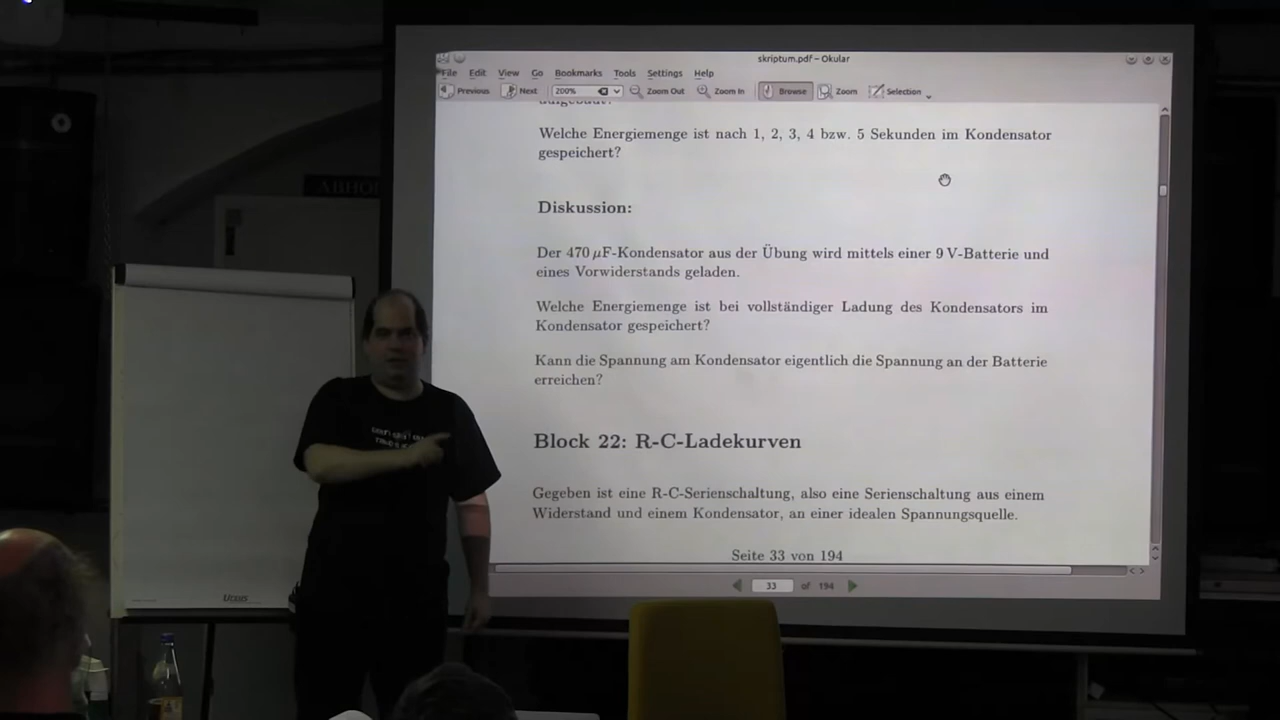 skriptum.pdf – Okular
File Edit View Go Bookmarks Tools Settings Help
Previous Next 200% Zoom Out Zoom In Browse Zoom Selection
aufgebaut?
Welche Energiemenge ist nach 1, 2, 3, 4 bzw. 5 Sekunden im Kondensator
gespeichert?
Diskussion:
Der 470 µF-Kondensator aus der Übung wird mittels einer 9 V-Batterie und
eines Vorwiderstands geladen.
Welche Energiemenge ist bei vollständiger Ladung des Kondensators im
Kondensator gespeichert?
Kann die Spannung am Kondensator eigentlich die Spannung an der Batterie
erreichen?
Block 22: R-C-Ladekurven
Gegeben ist eine R-C-Serienschaltung, also eine Serienschaltung aus einem
Widerstand und einem Kondensator, an einer idealen Spannungsquelle.
Seite 33 von 194
33 of 194